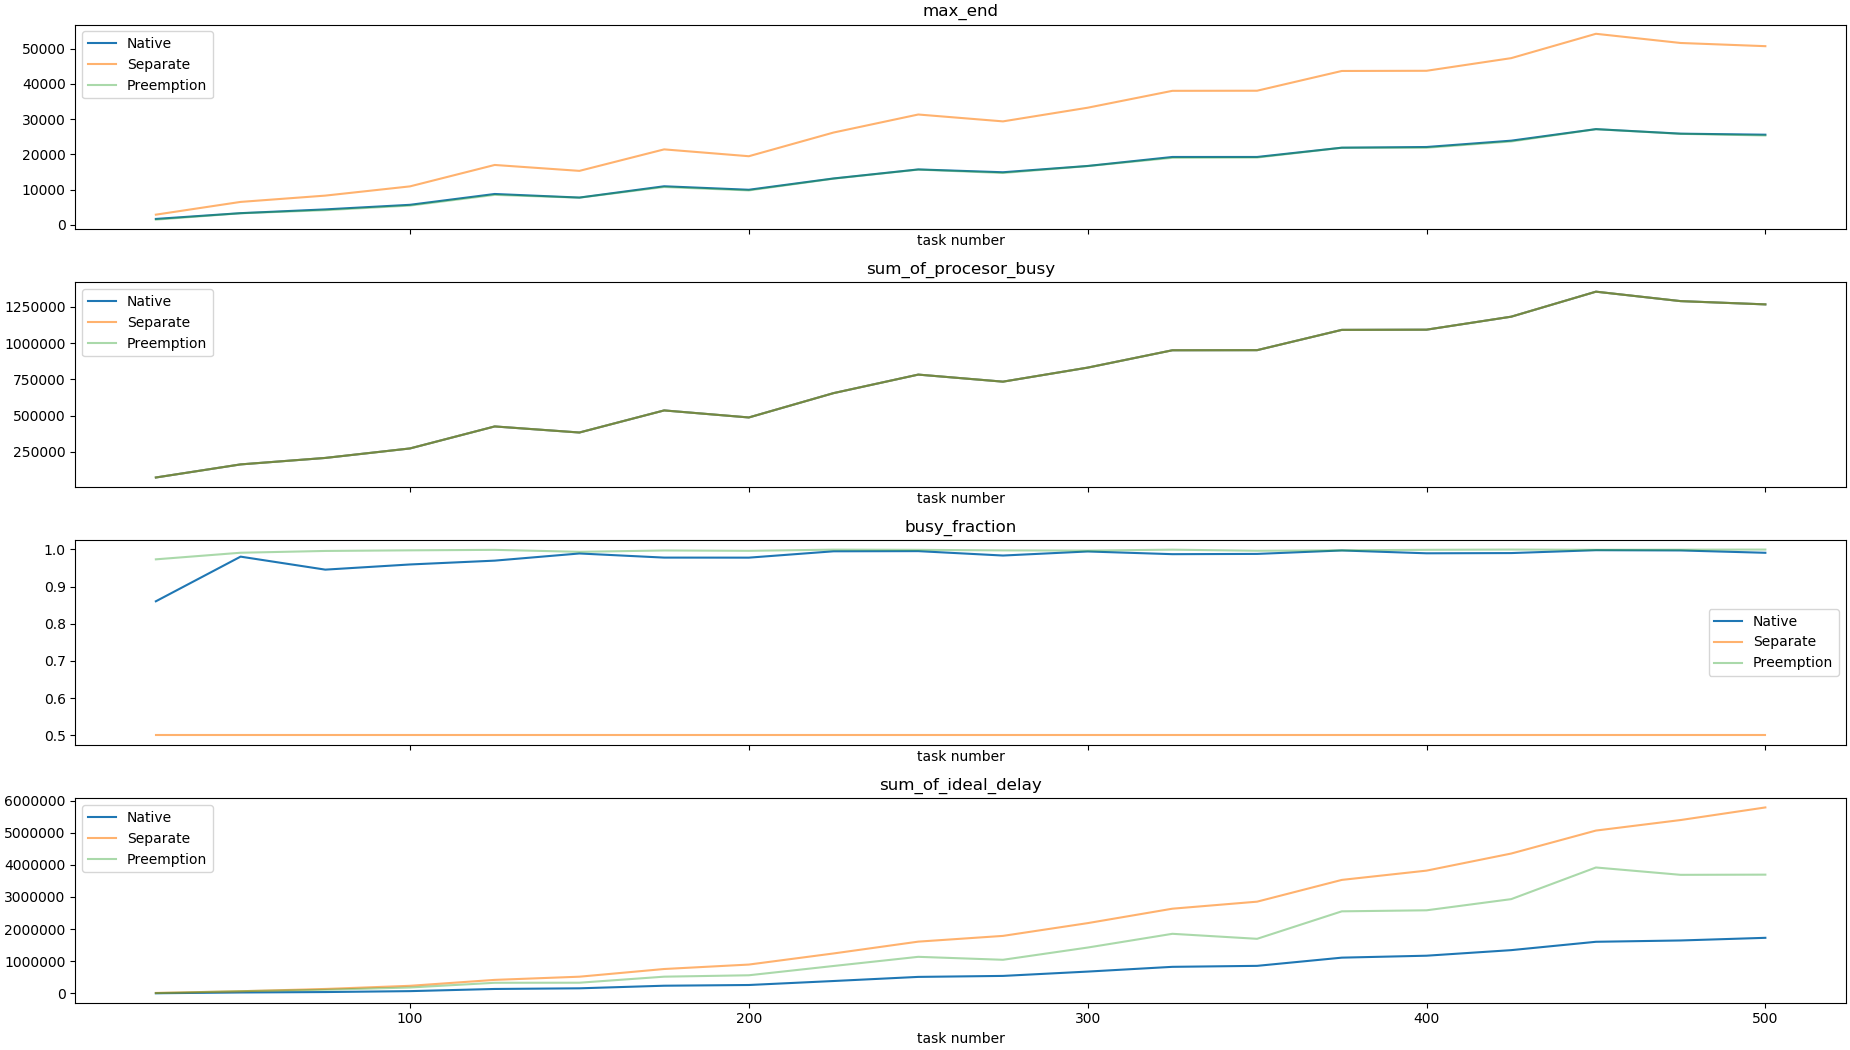 max_end
Native
Separate
Preemption
50000
40000
30000
20000
10000
0
task number
sum_of_procesor_busy
Native
Separate
Preemption
1250000
1000000
750000
500000
250000
task number
busy_fraction
1.0
0.9
0.8
0.7
0.6
0.5
Native
Separate
Preemption
task number
sum_of_ideal_delay
Native
Separate
Preemption
6000000
5000000
4000000
3000000
2000000
1000000
0
100 200 300 400 500
task number